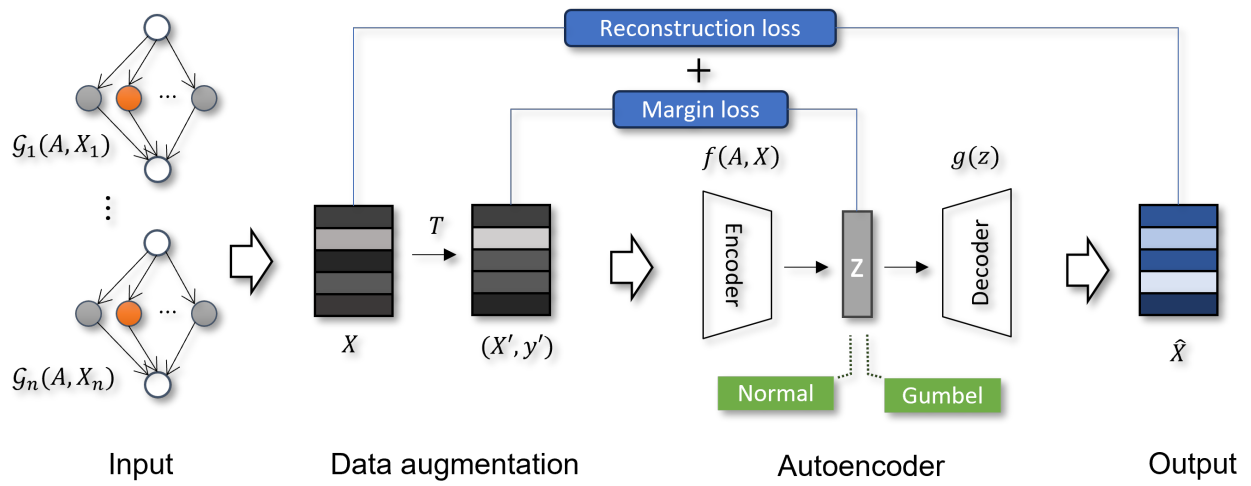 Reconstruction loss
+
Margin loss
𝒢₁(A, X₁)
⋮
𝒢ₙ(A, Xₙ)
...
...
T
X
(X′, y′)
f(A, X)
Encoder
Z
g(z)
Decoder
Normal
Gumbel
X̂
Input
Data augmentation
Autoencoder
Output